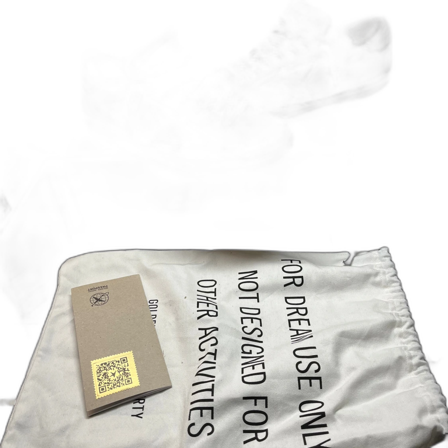 FOR DREAM USE ONLY
NOT DESIGNED FOR
OTHER ACTIVITIES